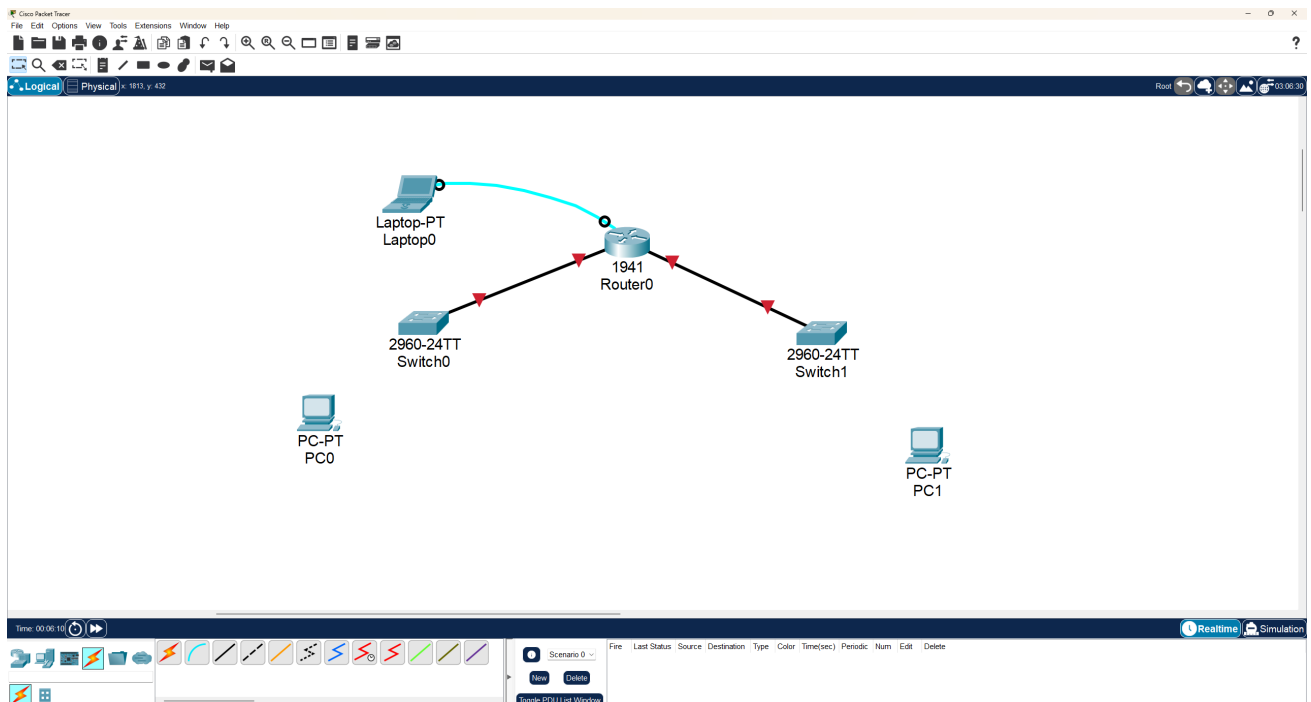 Cisco Packet Tracer
File Edit Options View Tools Extensions Window Help
?
Logical Physical x: 1813, y: 432 Root 03:06:30
Laptop-PT
Laptop0
1941
Router0
2960-24TT
Switch0
2960-24TT
Switch1
PC-PT
PC0
PC-PT
PC1
Time: 00:06:10 Realtime Simulation
Scenario 0
New Delete
Toggle PDU List Window
Fire Last Status Source Destination Type Color Time(sec) Periodic Num Edit Delete